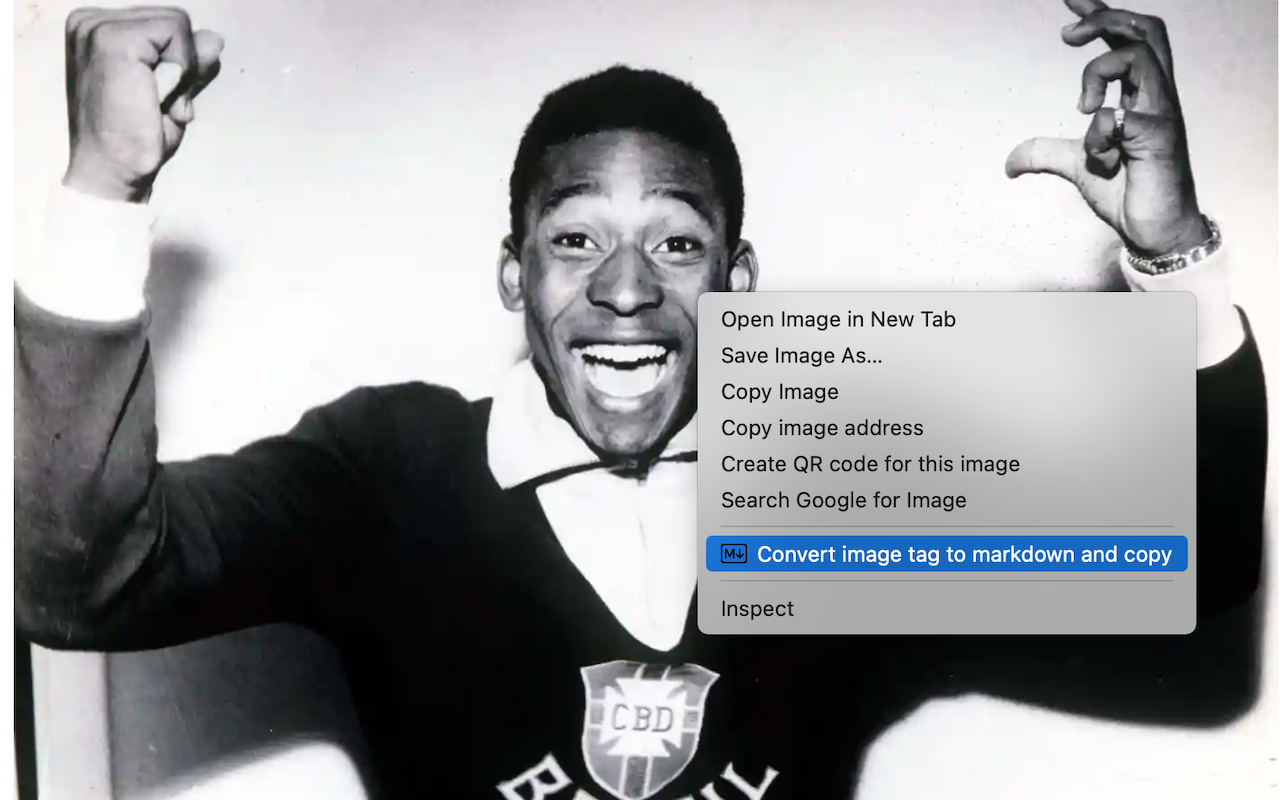 Open Image in New Tab
Save Image As...
Copy Image
Copy image address
Create QR code for this image
Search Google for Image
M↓ Convert image tag to markdown and copy
Inspect
CBD